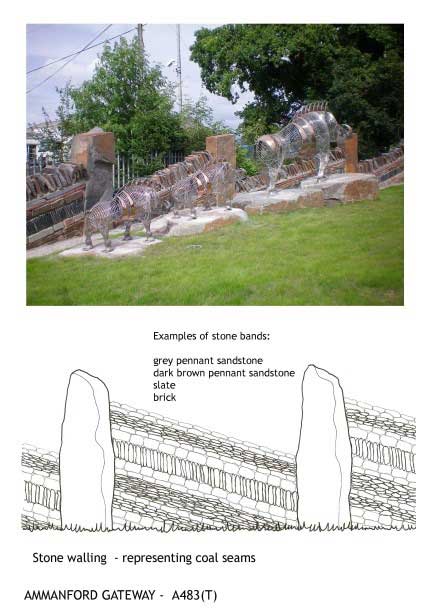 Examples of stone bands:
grey pennant sandstone
dark brown pennant sandstone
slate
brick
Stone walling - representing coal seams
AMMANFORD GATEWAY - A483(T)